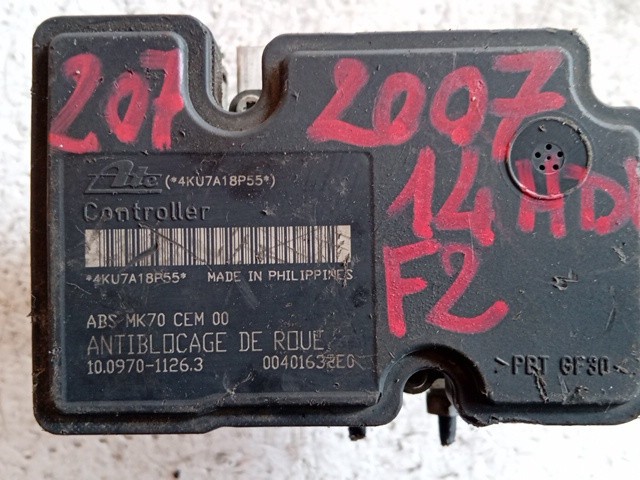 207
2007
14 HDI
F2
Ate (*4KU7A18P55*)
Controller
*4KU7A18P55* MADE IN PHILIPPINES
ABS MK70 CEM 00
ANTIBLOCAGE DE ROUE
10.0970-1126.3 00401632E0
>PBT GF30<